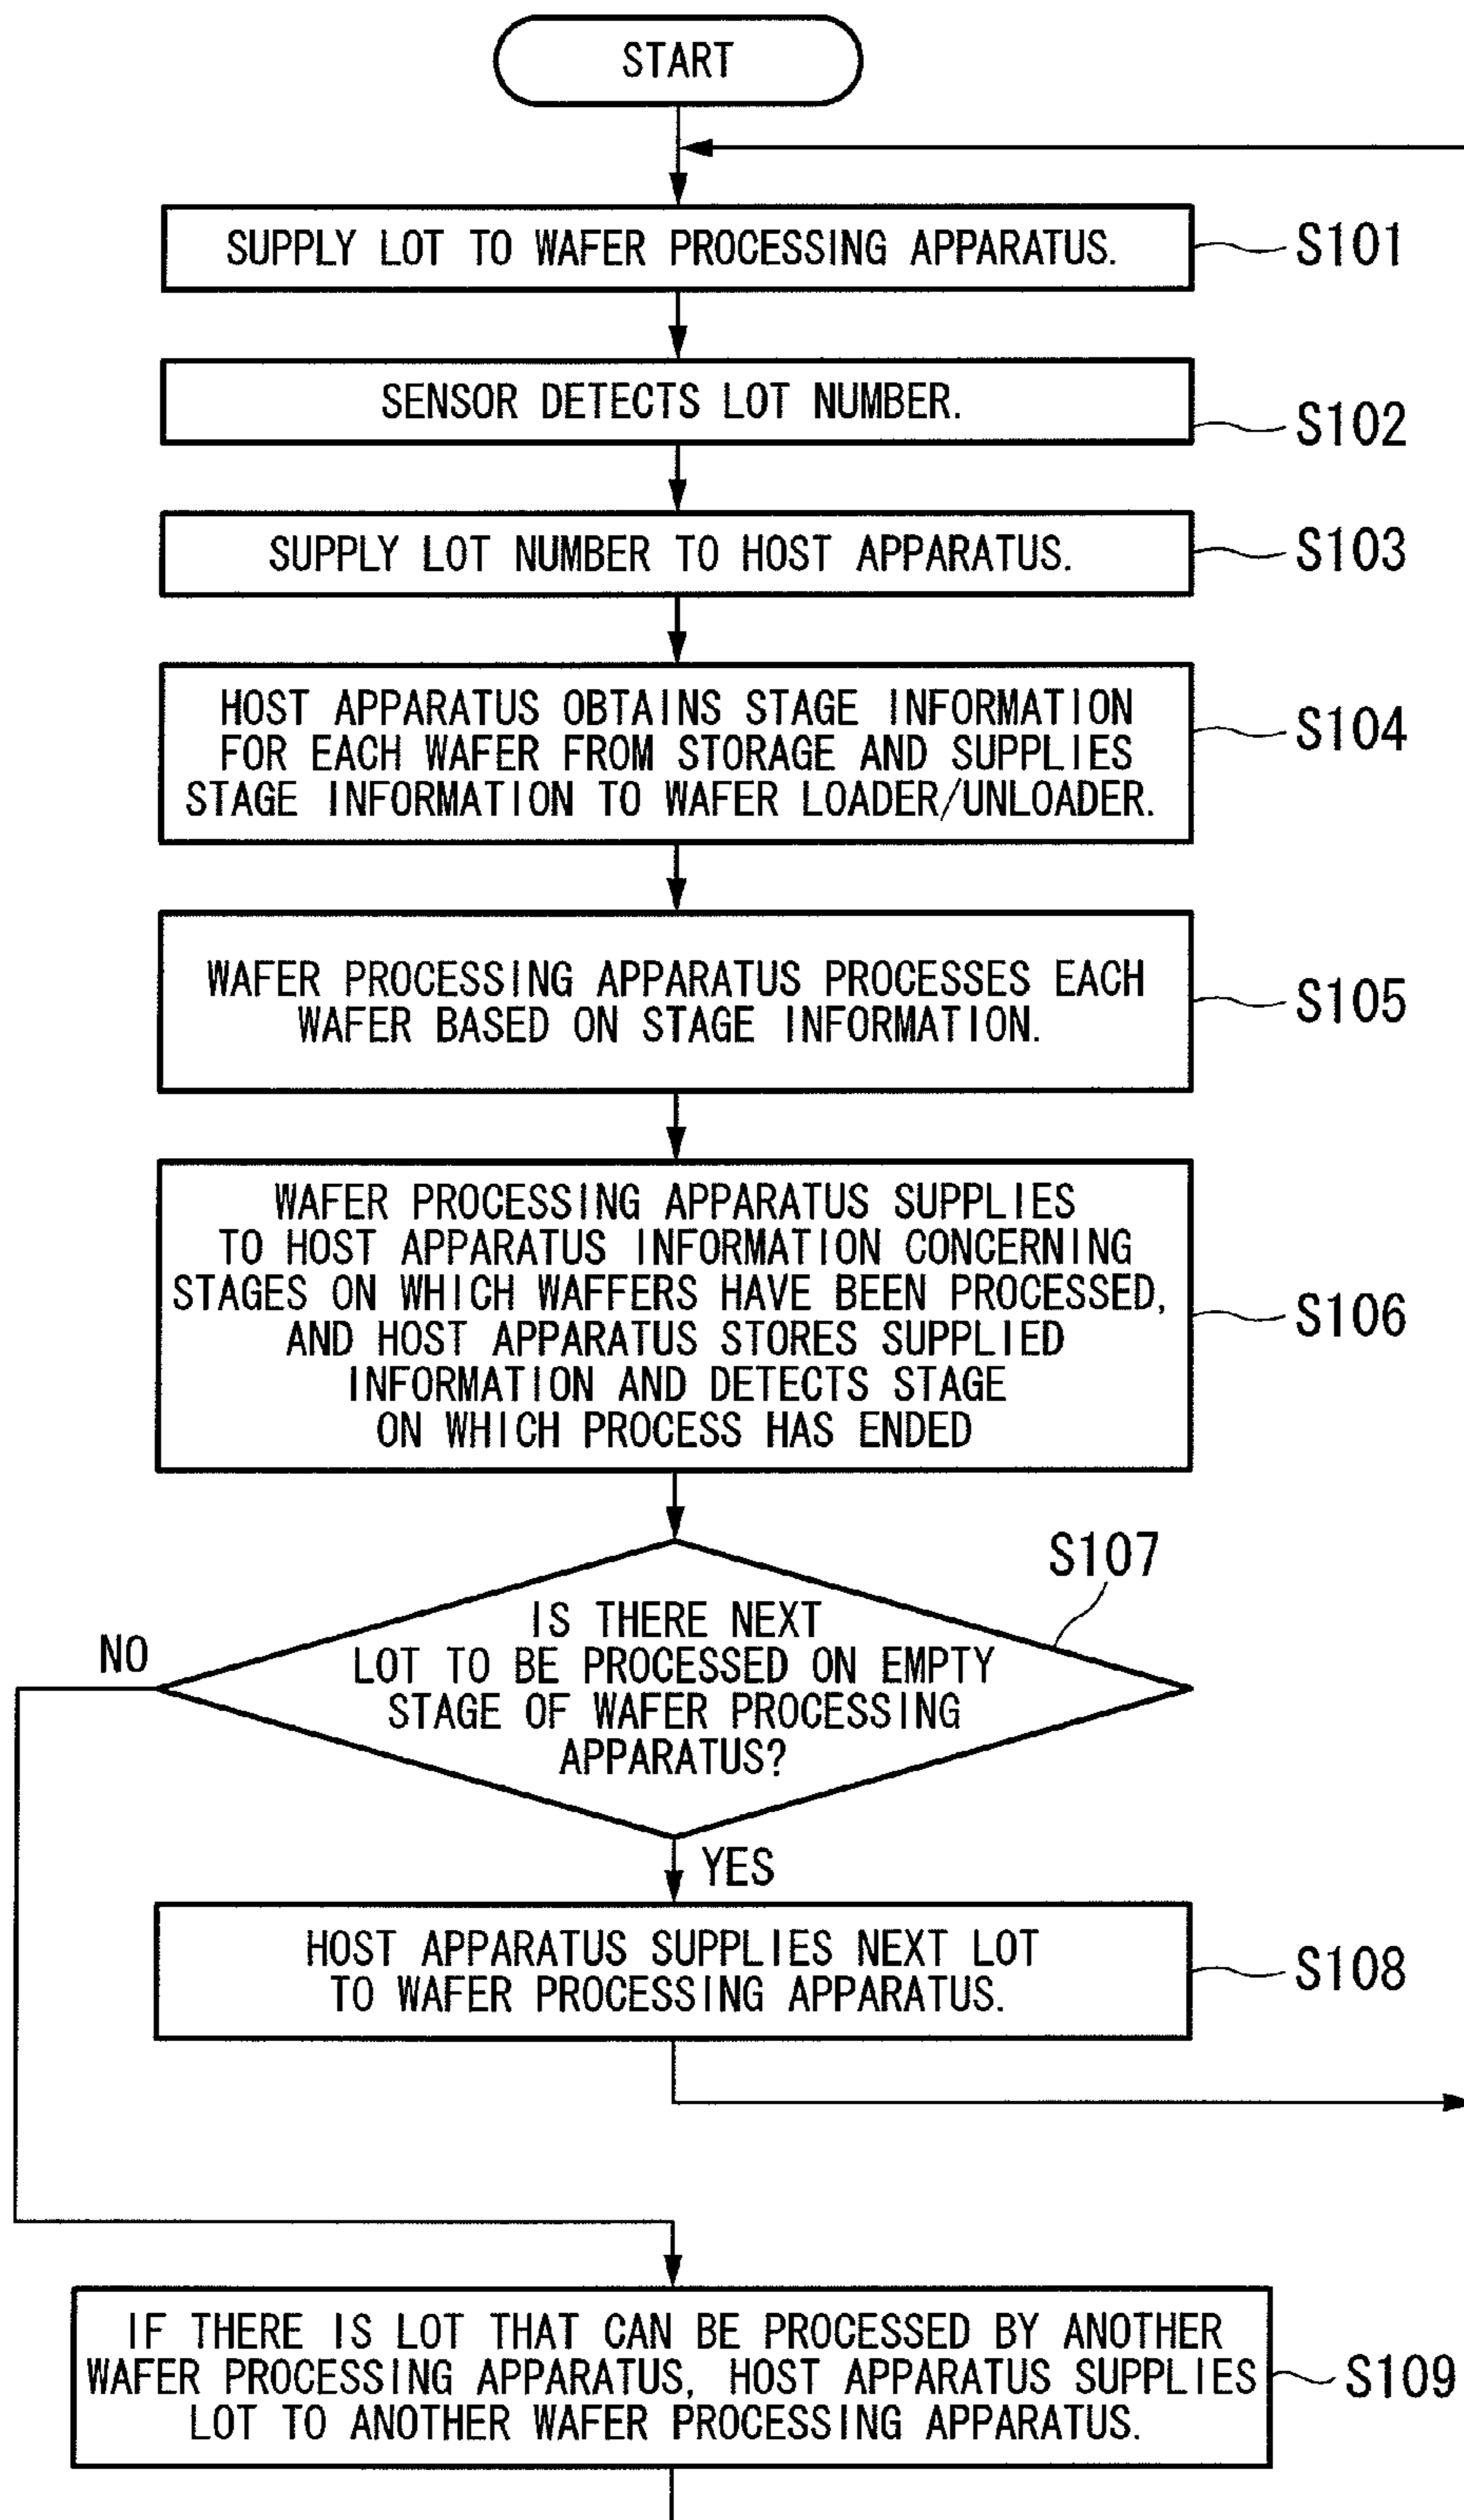 START
SUPPLY LOT TO WAFER PROCESSING APPARATUS.
S101
SENSOR DETECTS LOT NUMBER.
S102
SUPPLY LOT NUMBER TO HOST APPARATUS.
S103
HOST APPARATUS OBTAINS STAGE INFORMATION
FOR EACH WAFER FROM STORAGE AND SUPPLIES
STAGE INFORMATION TO WAFER LOADER/UNLOADER.
S104
WAFER PROCESSING APPARATUS PROCESSES EACH
WAFER BASED ON STAGE INFORMATION.
S105
WAFER PROCESSING APPARATUS SUPPLIES
TO HOST APPARATUS INFORMATION CONCERNING
STAGES ON WHICH WAFFERS HAVE BEEN PROCESSED,
AND HOST APPARATUS STORES SUPPLIED
INFORMATION AND DETECTS STAGE
ON WHICH PROCESS HAS ENDED
S106
S107
IS THERE NEXT
LOT TO BE PROCESSED ON EMPTY
STAGE OF WAFER PROCESSING
APPARATUS?
NO
YES
HOST APPARATUS SUPPLIES NEXT LOT
TO WAFER PROCESSING APPARATUS.
S108
IF THERE IS LOT THAT CAN BE PROCESSED BY ANOTHER
WAFER PROCESSING APPARATUS, HOST APPARATUS SUPPLIES
LOT TO ANOTHER WAFER PROCESSING APPARATUS.
S109